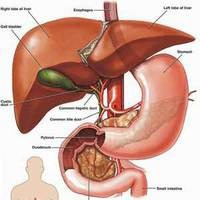 Right lobe of liver
Esophagus
Left lobe of liver
Gall bladder
Stomach
Cystic
duct
Common hepatic duct
Common bile duct
Pylorus
Duodenum
Small intestine